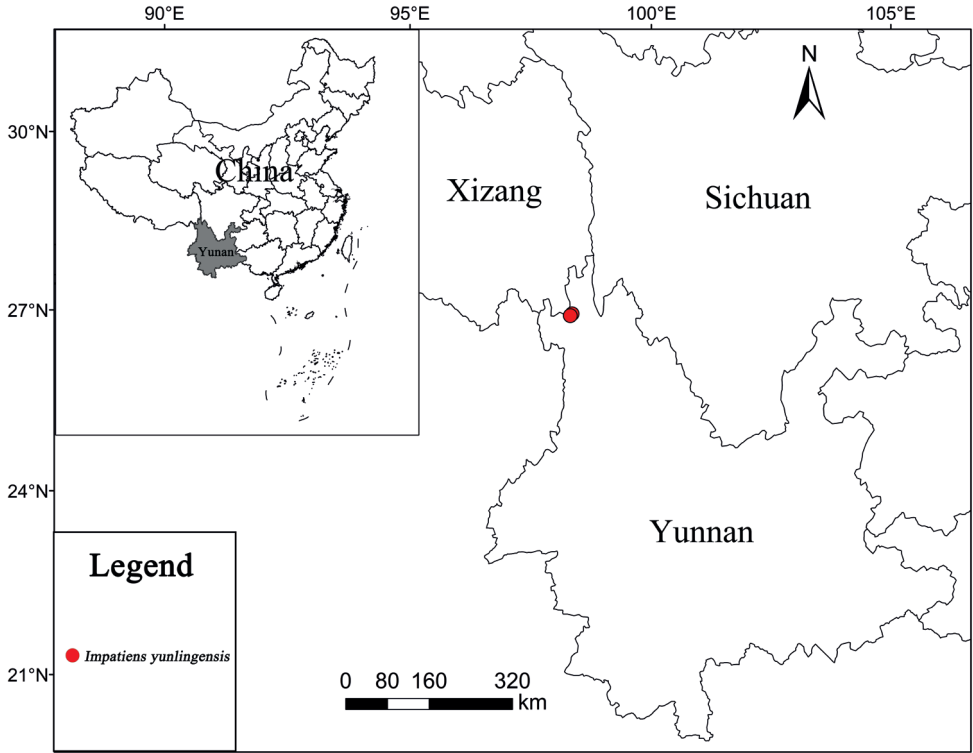 90°E 95°E 100°E 105°E
N
30°N
China
Xizang
Sichuan
Yunan
27°N
24°N
Yunnan
Legend
Impatiens yunlingensis
21°N
0 80 160 320
km